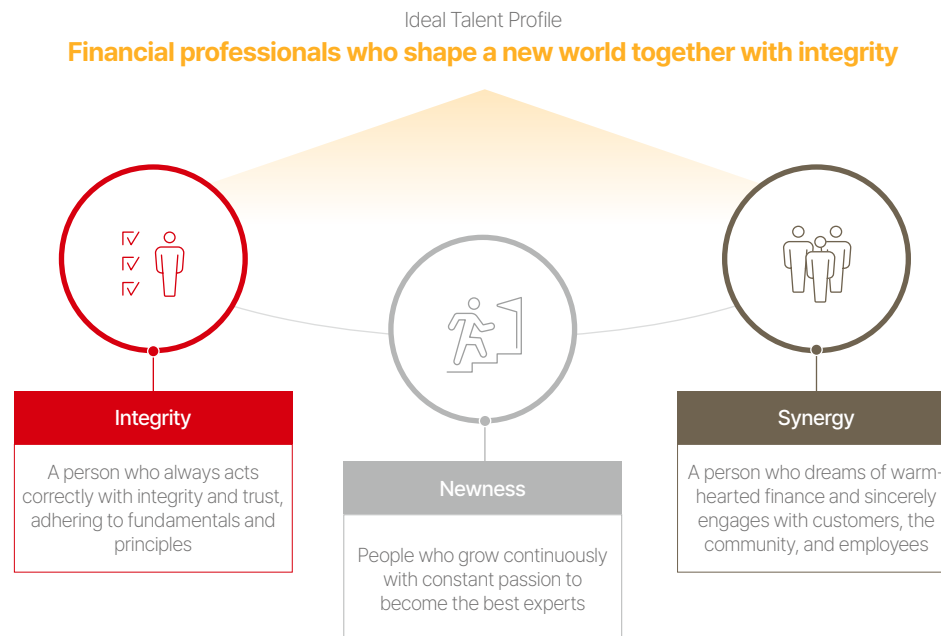 Ideal Talent Profile
Financial professionals who shape a new world together with integrity
Integrity
A person who always acts
correctly with integrity and trust,
adhering to fundamentals and
principles
Newness
People who grow continuously
with constant passion to
become the best experts
Synergy
A person who dreams of warm-
hearted finance and sincerely
engages with customers, the
community, and employees